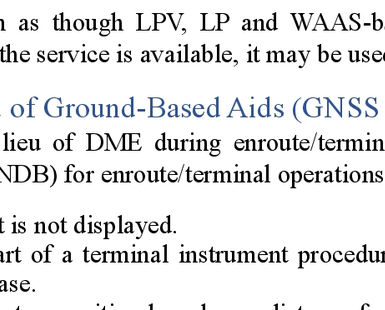 as though LPV, LP and WAAS-ba
the service is available, it may be used
of Ground-Based Aids (GNSS
lieu of DME during enroute/termin
NDB) for enroute/terminal operations
is not displayed.
art of a terminal instrument procedur
ase.